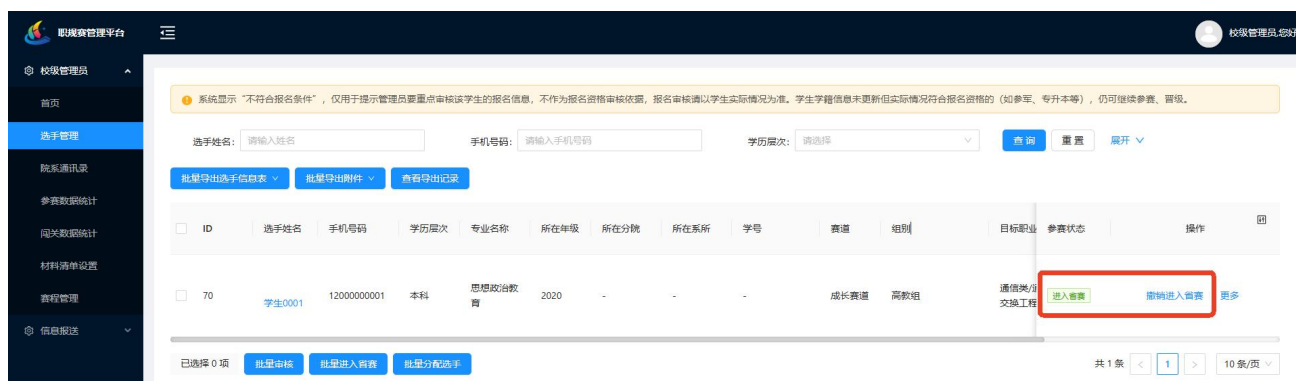 职规赛管理平台
校级管理员,您好
校级管理员
首页
选手管理
院系通讯录
参赛数据统计
闯关数据统计
材料清单设置
赛程管理
信息报送
系统显示“不符合报名条件”，仅用于提示管理员要重点审核该学生的报名信息，不作为报名资格审核依据，报名审核请以学生实际情况为准。学生学籍信息未更新但实际情况符合报名资格的（如参军、专升本等），仍可继续参赛、晋级。
选手姓名: 请输入姓名 手机号码: 请输入手机号码 学历层次: 请选择 查 询 重 置 展开
批量导出选手信息表 批量导出附件 查看导出记录
ID 选手姓名 手机号码 学历层次 专业名称 所在年级 所在分院 所在系所 学号 赛道 组别 目标职业 参赛状态 操作
70 学生0001 12000000001 本科 思想政治教育 2020 - - - 成长赛道 高教组 通信类/ 交换工程 进入省赛 撤销进入省赛 更多
已选择 0 项 批量审核 批量进入省赛 批量分配选手 共 1 条 < 1 > 10 条/页